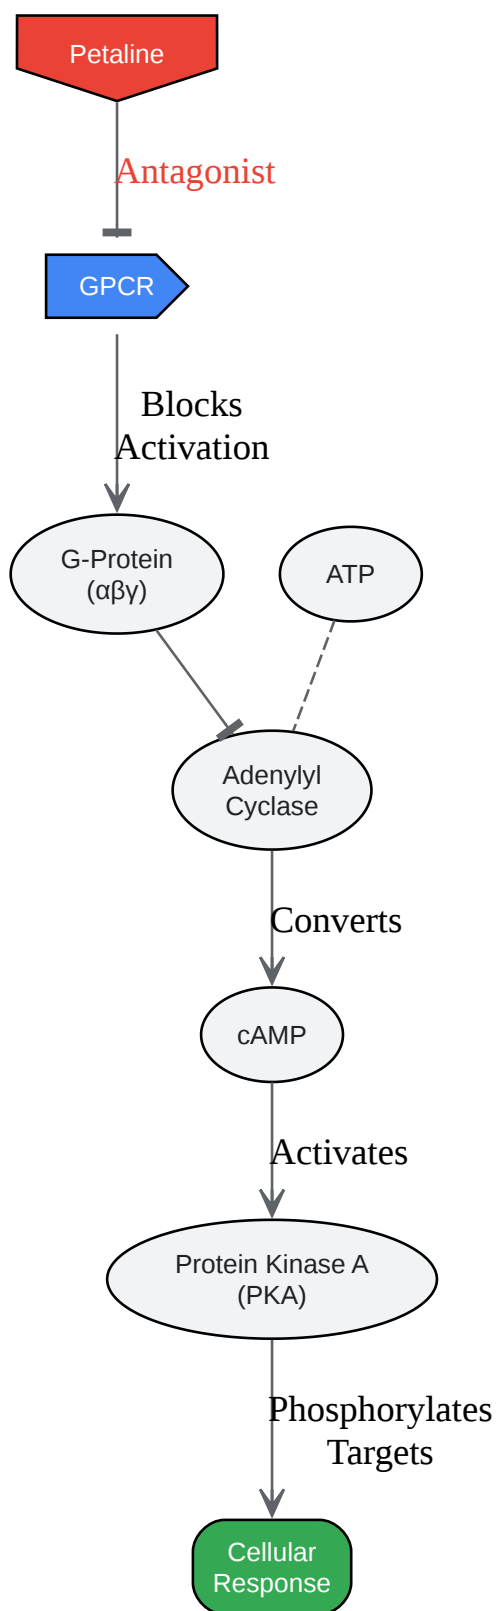 Petaline
Antagonist
GPCR
Blocks
Activation
G-Protein
(αβγ)
ATP
Adenylyl
Cyclase
Converts
cAMP
Activates
Protein Kinase A
(PKA)
Phosphorylates
Targets
Cellular
Response